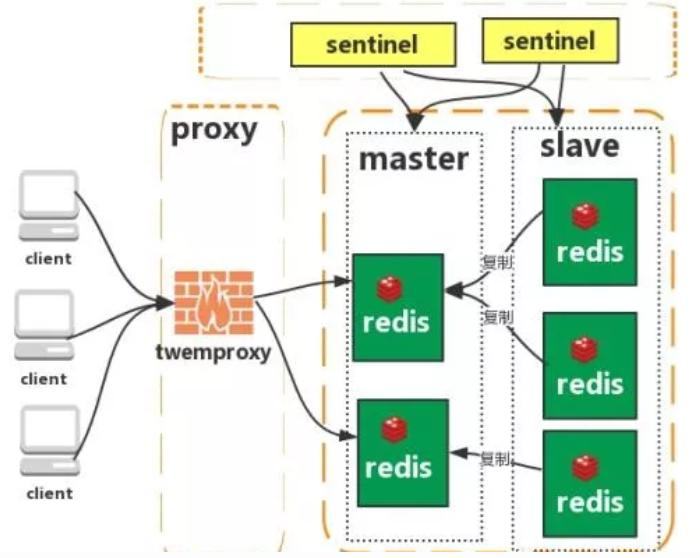 sentinel
sentinel
proxy
master
slave
client
client
client
twemproxy
redis
redis
复制
复制
复制
redis
redis
redis